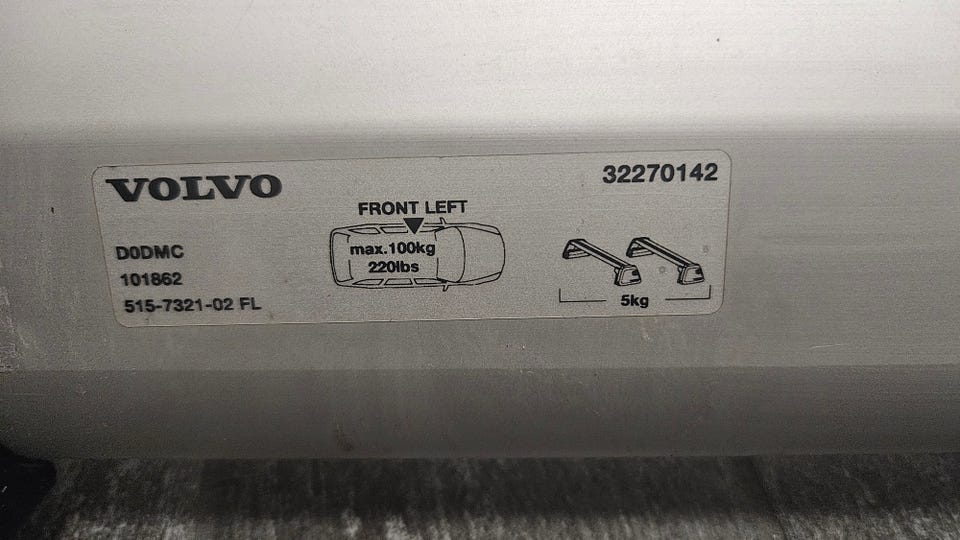 VOLVO
32270142
FRONT LEFT
D0DMC
max.100kg
101862
220lbs
515-7321-02 FL
5kg